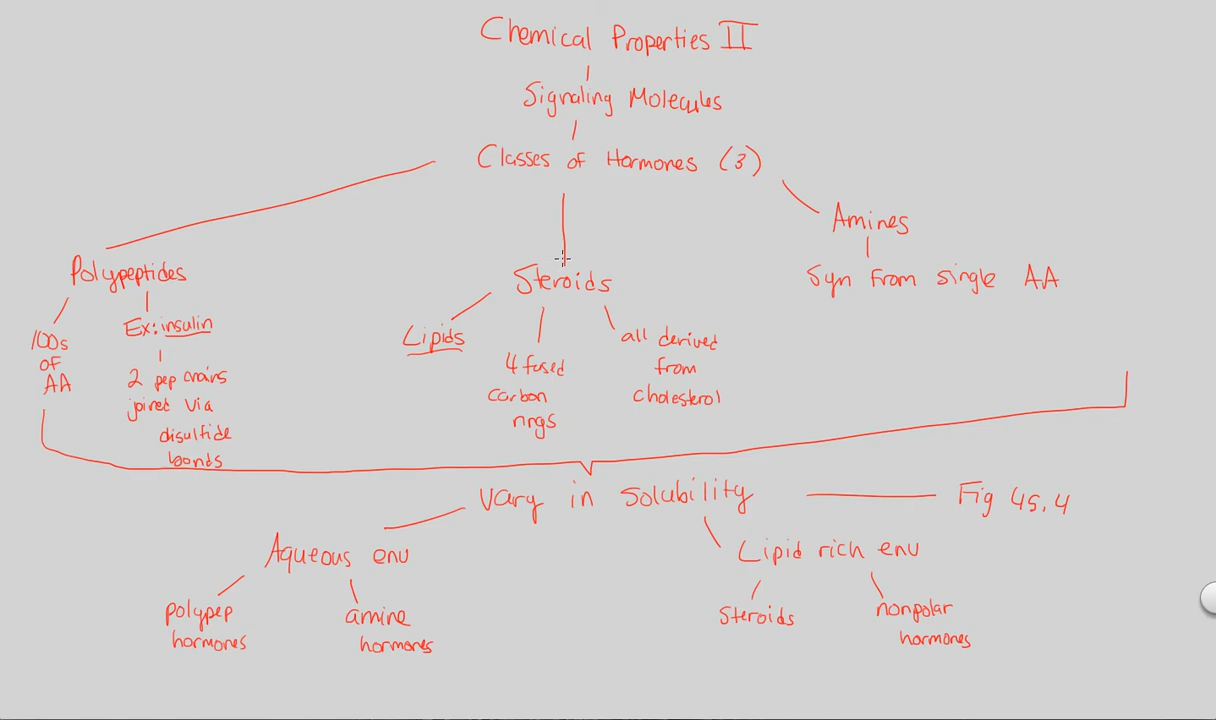 Chemical Properties II
Signaling Molecules
Classes of Hormones (3)
Polypeptides
100s
of
AA
Ex: insulin
2 pep chains
joined via
disulfide
bonds
Steroids
Lipids
4 fused
carbon
rings
all derived
from
cholesterol
Amines
Syn from single AA
Vary in Solubility
Fig 45.4
Aqueous env
polypep
hormones
amine
hormones
Lipid rich env
Steroids
nonpolar
hormones